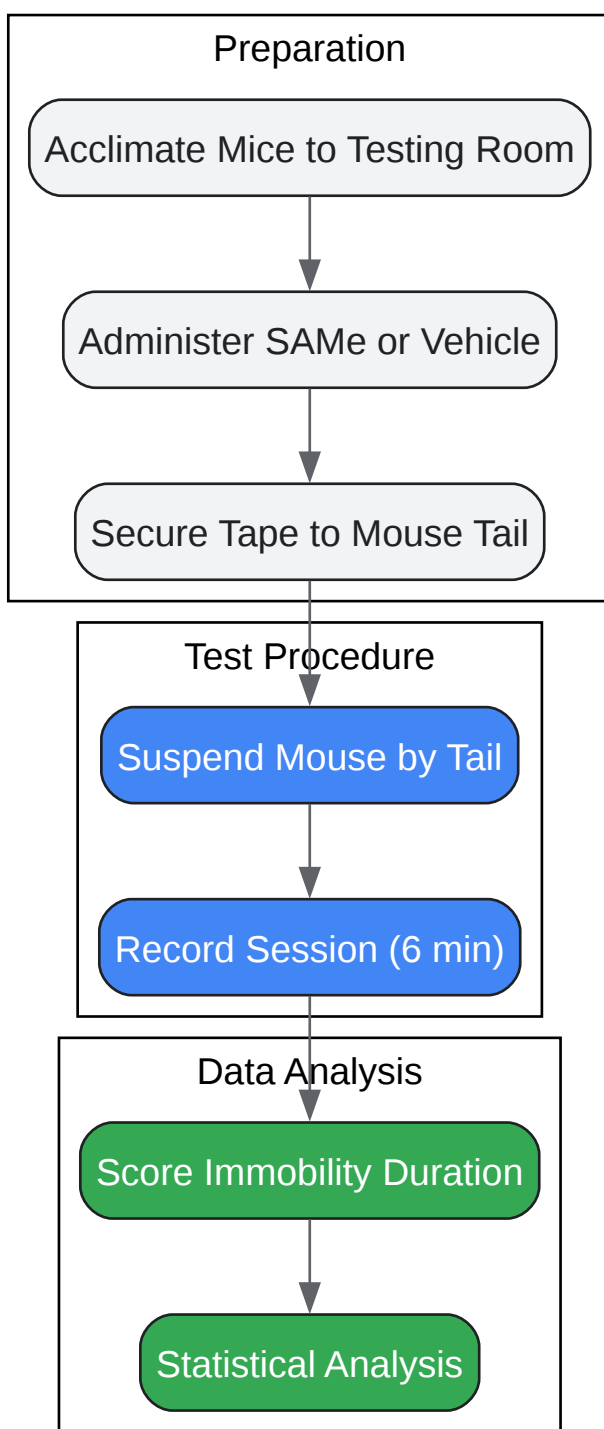 Preparation
Acclimate Mice to Testing Room
Administer SAMe or Vehicle
Secure Tape to Mouse Tail
Test Procedure
Suspend Mouse by Tail
Record Session (6 min)
Data Analysis
Score Immobility Duration
Statistical Analysis